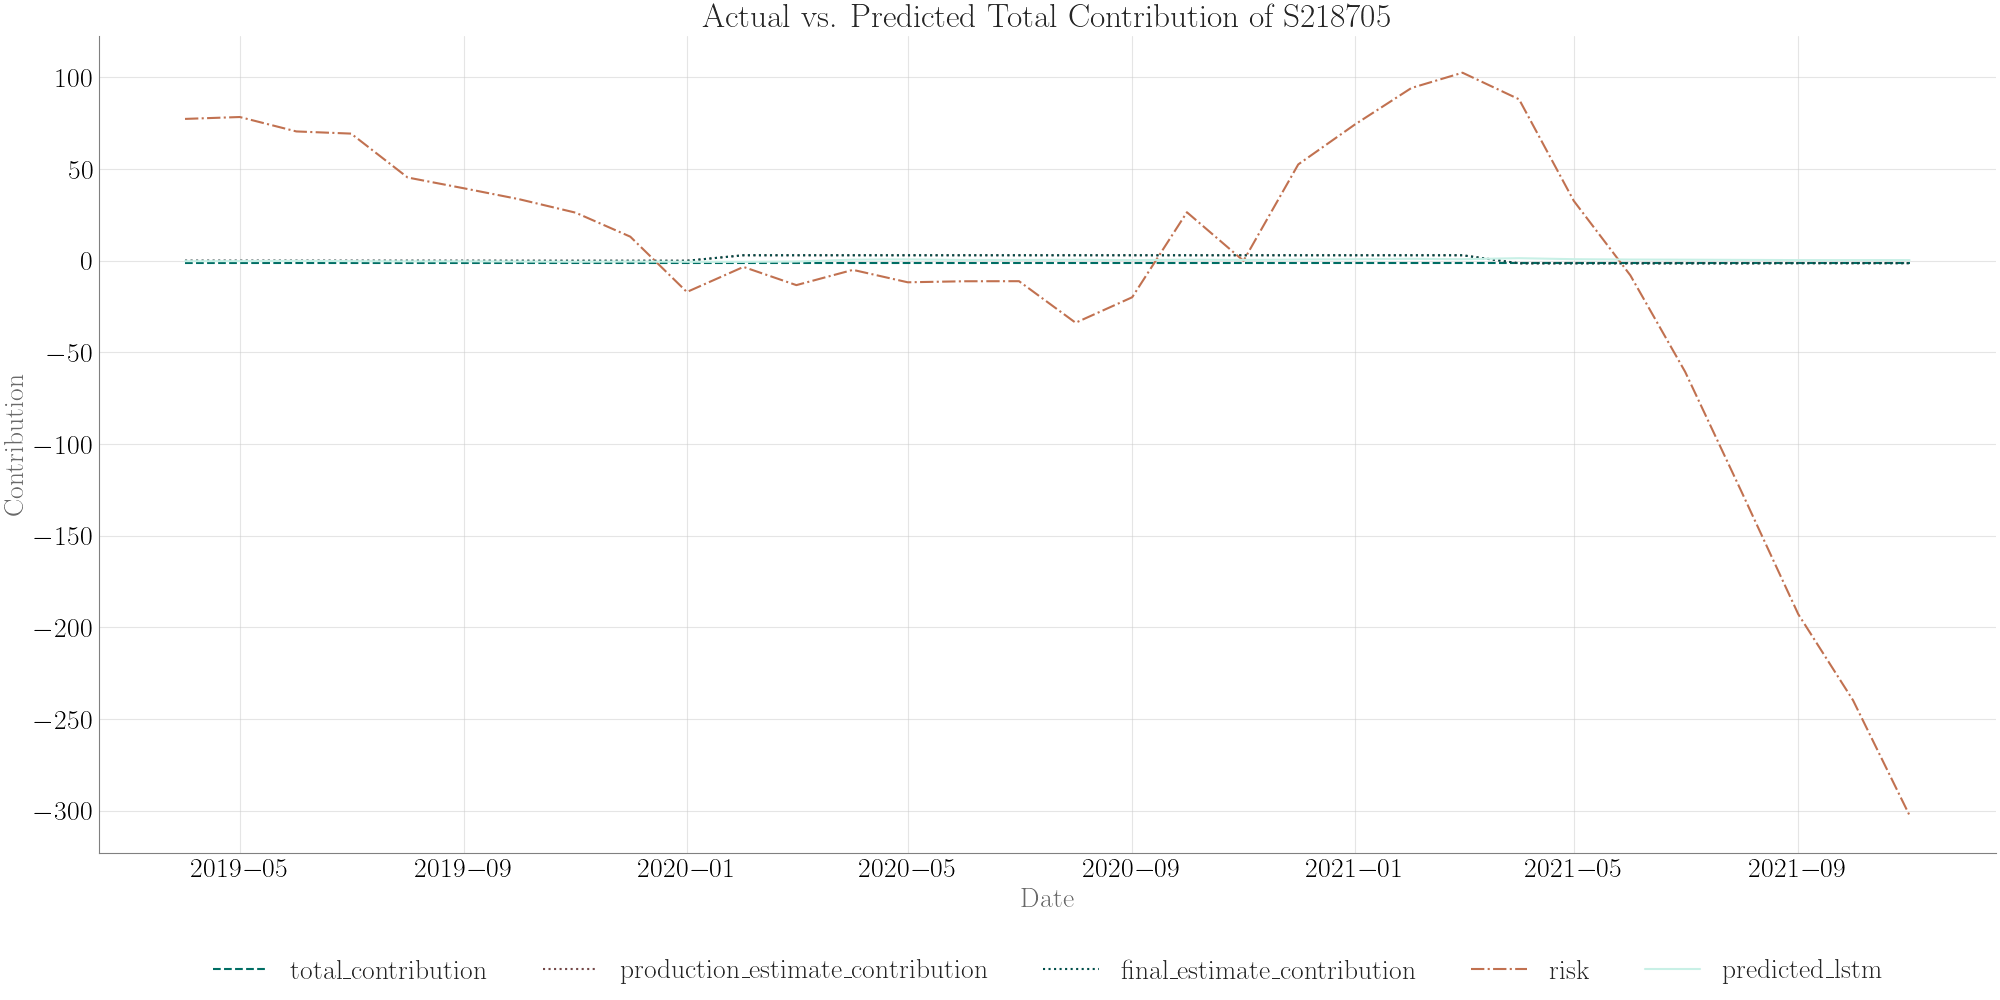 Actual vs. Predicted Total Contribution of S218705
100
50
0
−50
−100
−150
−200
−250
−300
Contribution
2019−05 2019−09 2020−01 2020−05 2020−09 2021−01 2021−05 2021−09
Date
total_contribution production_estimate_contribution final_estimate_contribution risk predicted_lstm